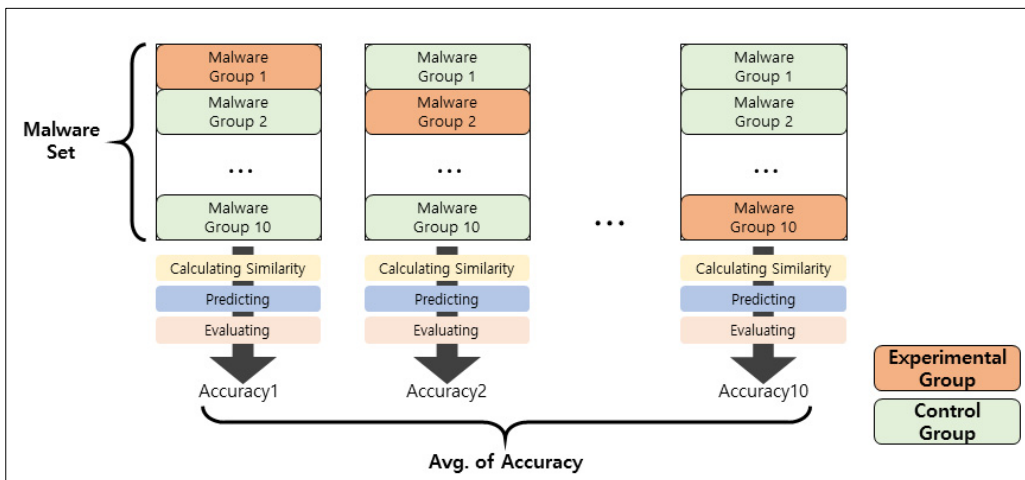 Malware
Set
Malware
Group 1
Malware
Group 2
...
Malware
Group 10
Calculating Similarity
Predicting
Evaluating
Accuracy1
Malware
Group 1
Malware
Group 2
...
Malware
Group 10
Calculating Similarity
Predicting
Evaluating
Accuracy2
...
Malware
Group 1
Malware
Group 2
...
Malware
Group 10
Calculating Similarity
Predicting
Evaluating
Accuracy10
Avg. of Accuracy
Experimental
Group
Control
Group